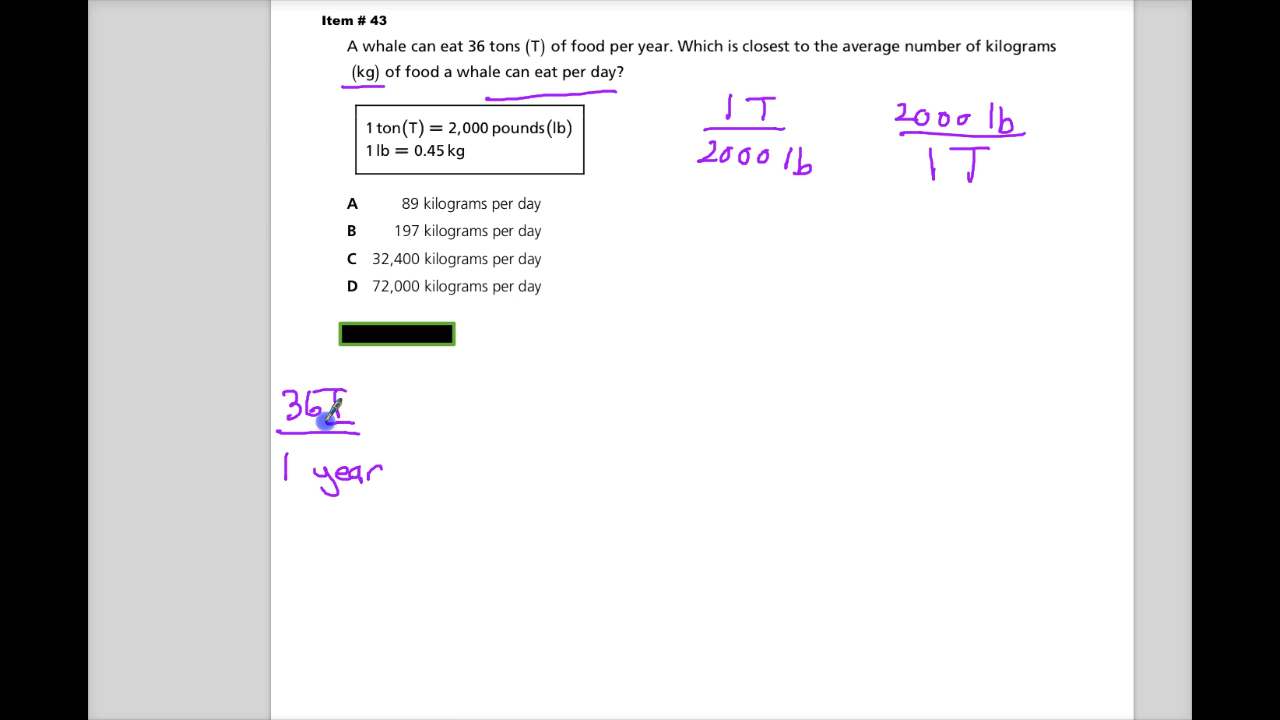 Item # 43
A whale can eat 36 tons (T) of food per year. Which is closest to the average number of kilograms
(kg) of food a whale can eat per day?
1 ton(T) = 2,000 pounds(lb)
1 lb = 0.45 kg
A 89 kilograms per day
B 197 kilograms per day
C 32,400 kilograms per day
D 72,000 kilograms per day
1 T
2000 lb
2000 lb
1 T
36T
1 year